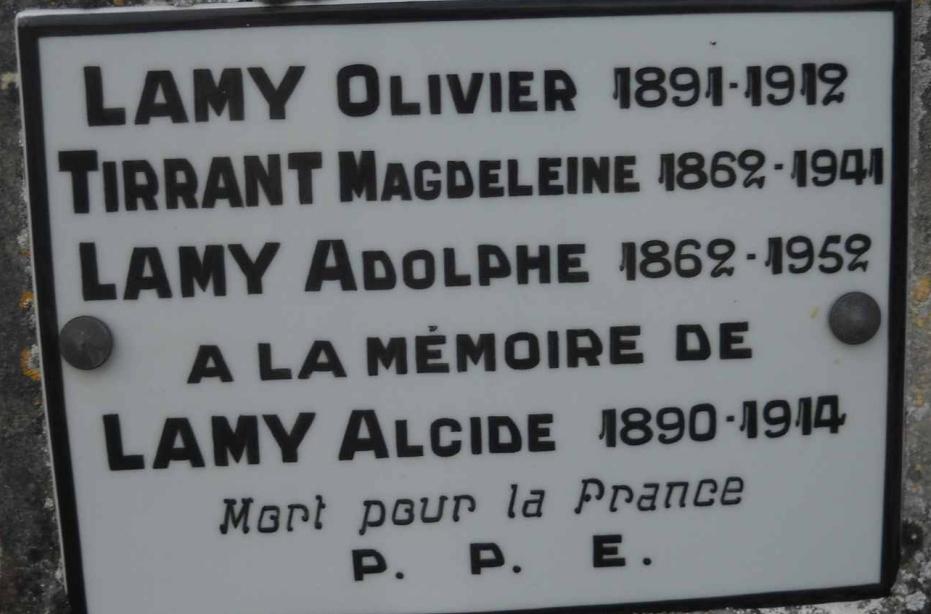 LAMY OLIVIER 1891-1912
TIRRANT MAGDELEINE 1862-1941
LAMY ADOLPHE 1862-1952
A LA MÉMOIRE DE
LAMY ALCIDE 1890-1914
Mort pour la France
P. P. E.